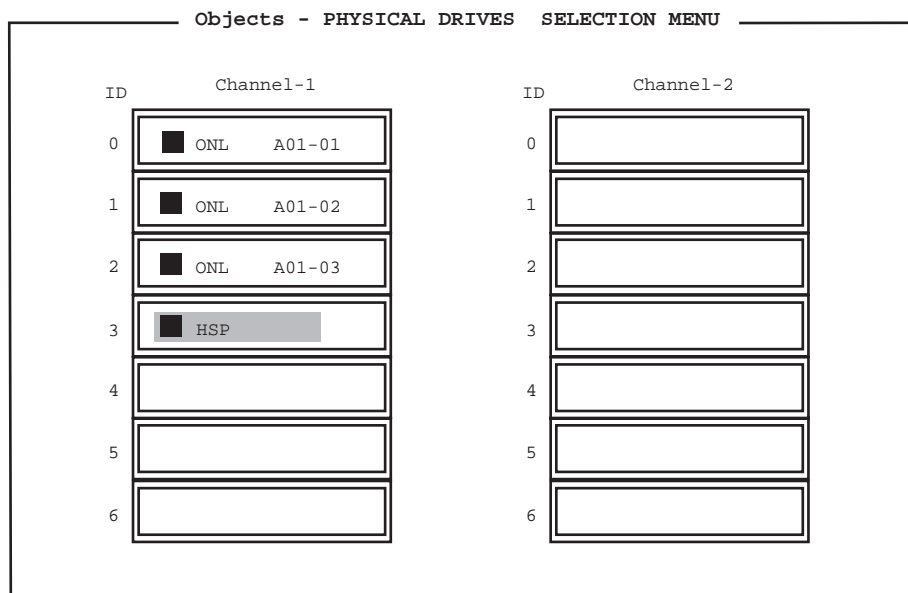 Objects - PHYSICAL DRIVES SELECTION MENU
ID Channel-1 ID Channel-2
0 ONL A01-01 0
1 ONL A01-02 1
2 ONL A01-03 2
3 HSP 3
4 4
5 5
6 6